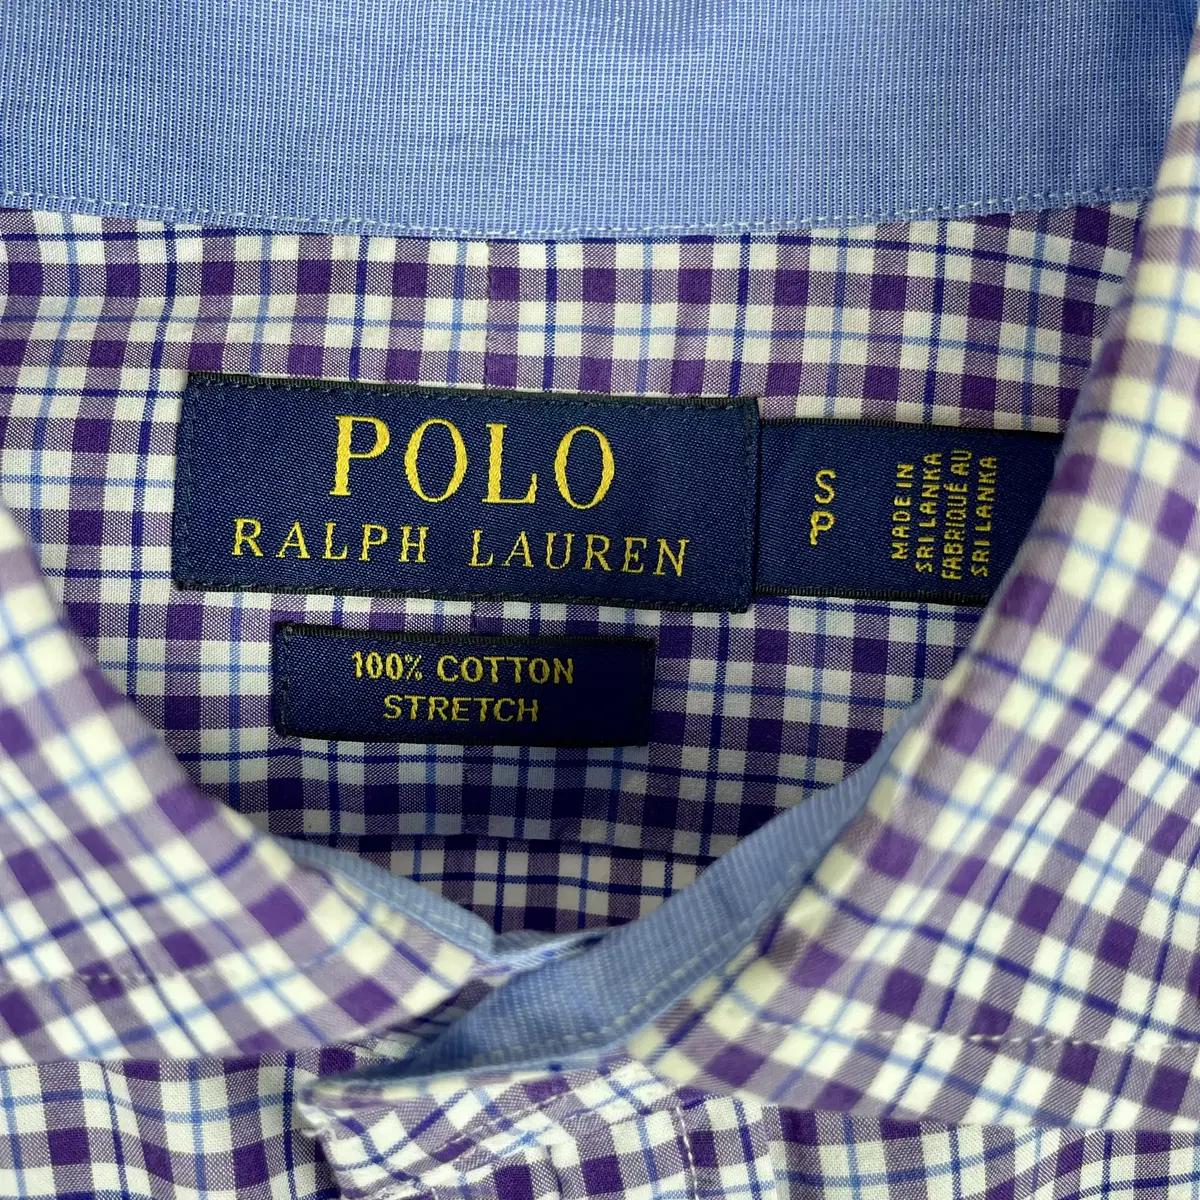 POLO
RALPH LAUREN
S
P
MADE IN
SRI LANKA
FABRIQUÉ AU
SRI LANKA
100% COTTON
STRETCH